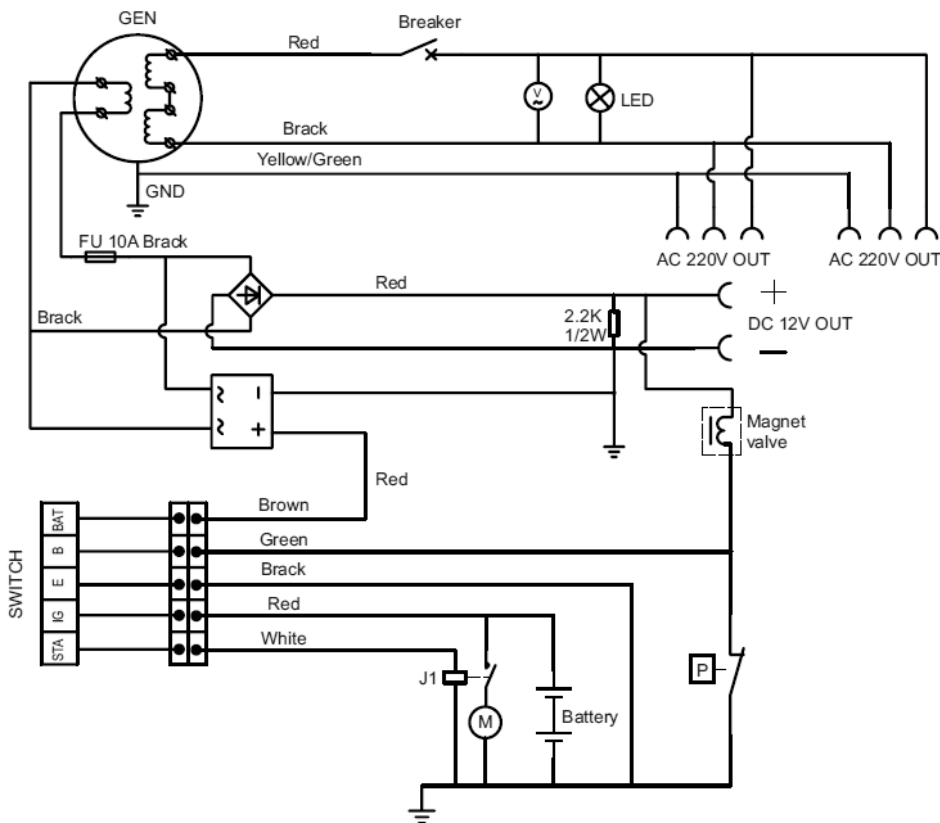 GEN
Breaker
Red
V
~
LED
Brack
Yellow/Green
GND
AC 220V OUT
AC 220V OUT
FU 10A Brack
Red
+
DC 12V OUT
2.2K
1/2W
Brack
—
~ −
~ +
Magnet
valve
Red
SWITCH
BAT
Brown
B
Green
E
Brack
IG
Red
STA
White
J1
M
Battery
P